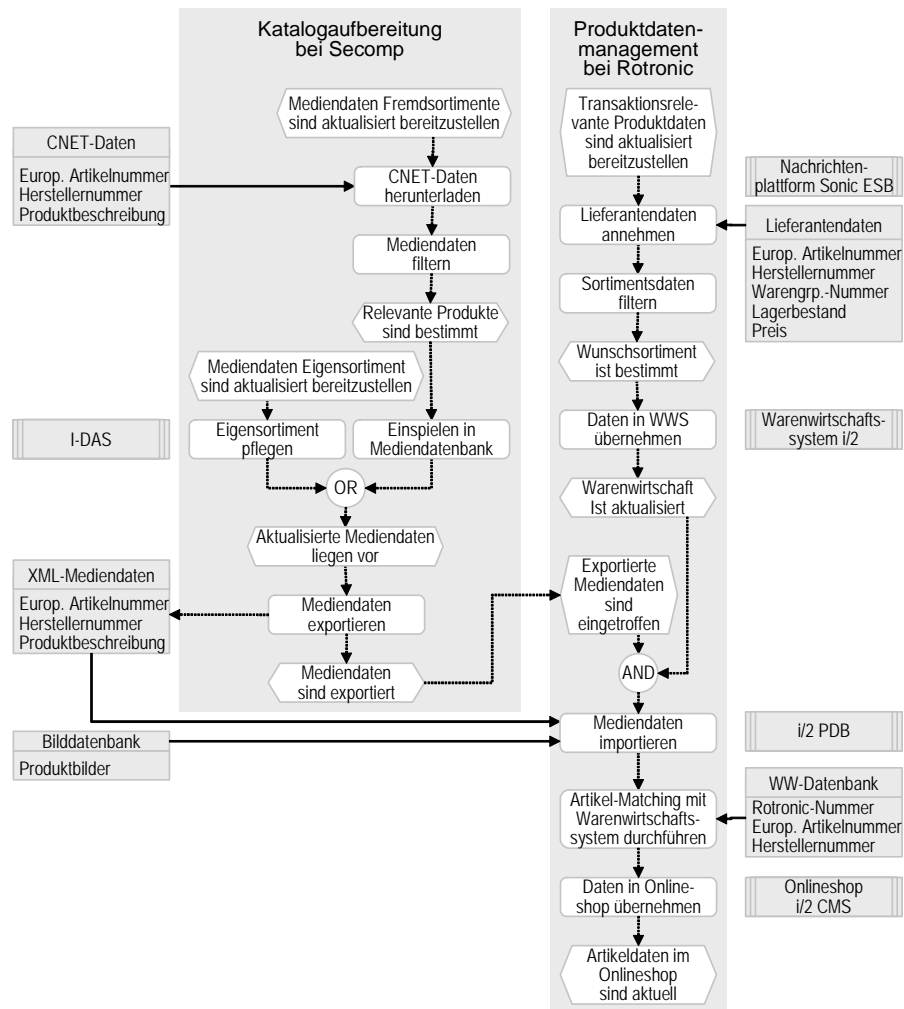 Katalogaufbereitung
bei Secomp
Produktdaten-
management
bei Rotronic
Mediendaten Fremdsortimente
sind aktualisiert bereitzustellen
Transaktionsrele-
vante Produktdaten
sind aktualisiert
bereitzustellen
CNET-Daten
Europ. Artikelnummer
Herstellernummer
Produktbeschreibung
CNET-Daten
herunterladen
Nachrichten-
plattform Sonic ESB
Lieferantendaten
annehmen
Lieferantendaten
Europ. Artikelnummer
Herstellernummer
Warengrp.-Nummer
Lagerbestand
Preis
Mediendaten
filtern
Sortimentsdaten
filtern
Relevante Produkte
sind bestimmt
Wunschsortiment
ist bestimmt
Mediendaten Eigensortiment
sind aktualisiert bereitzustellen
I-DAS
Eigensortiment
pflegen
Einspielen in
Mediendatenbank
Daten in WWS
übernehmen
Warenwirtschafts-
system i/2
OR
Warenwirtschaft
Ist aktualisiert
Aktualisierte Mediendaten
liegen vor
XML-Mediendaten
Europ. Artikelnummer
Herstellernummer
Produktbeschreibung
Mediendaten
exportieren
Exportierte
Mediendaten
sind
eingetroffen
Mediendaten
sind exportiert
AND
Bilddatenbank
Produktbilder
Mediendaten
importieren
i/2 PDB
Artikel-Matching mit
Warenwirtschafts-
system durchführen
WW-Datenbank
Rotronic-Nummer
Europ. Artikelnummer
Herstellernummer
Daten in Online-
shop übernehmen
Onlineshop
i/2 CMS
Artikeldaten im
Onlineshop
sind aktuell